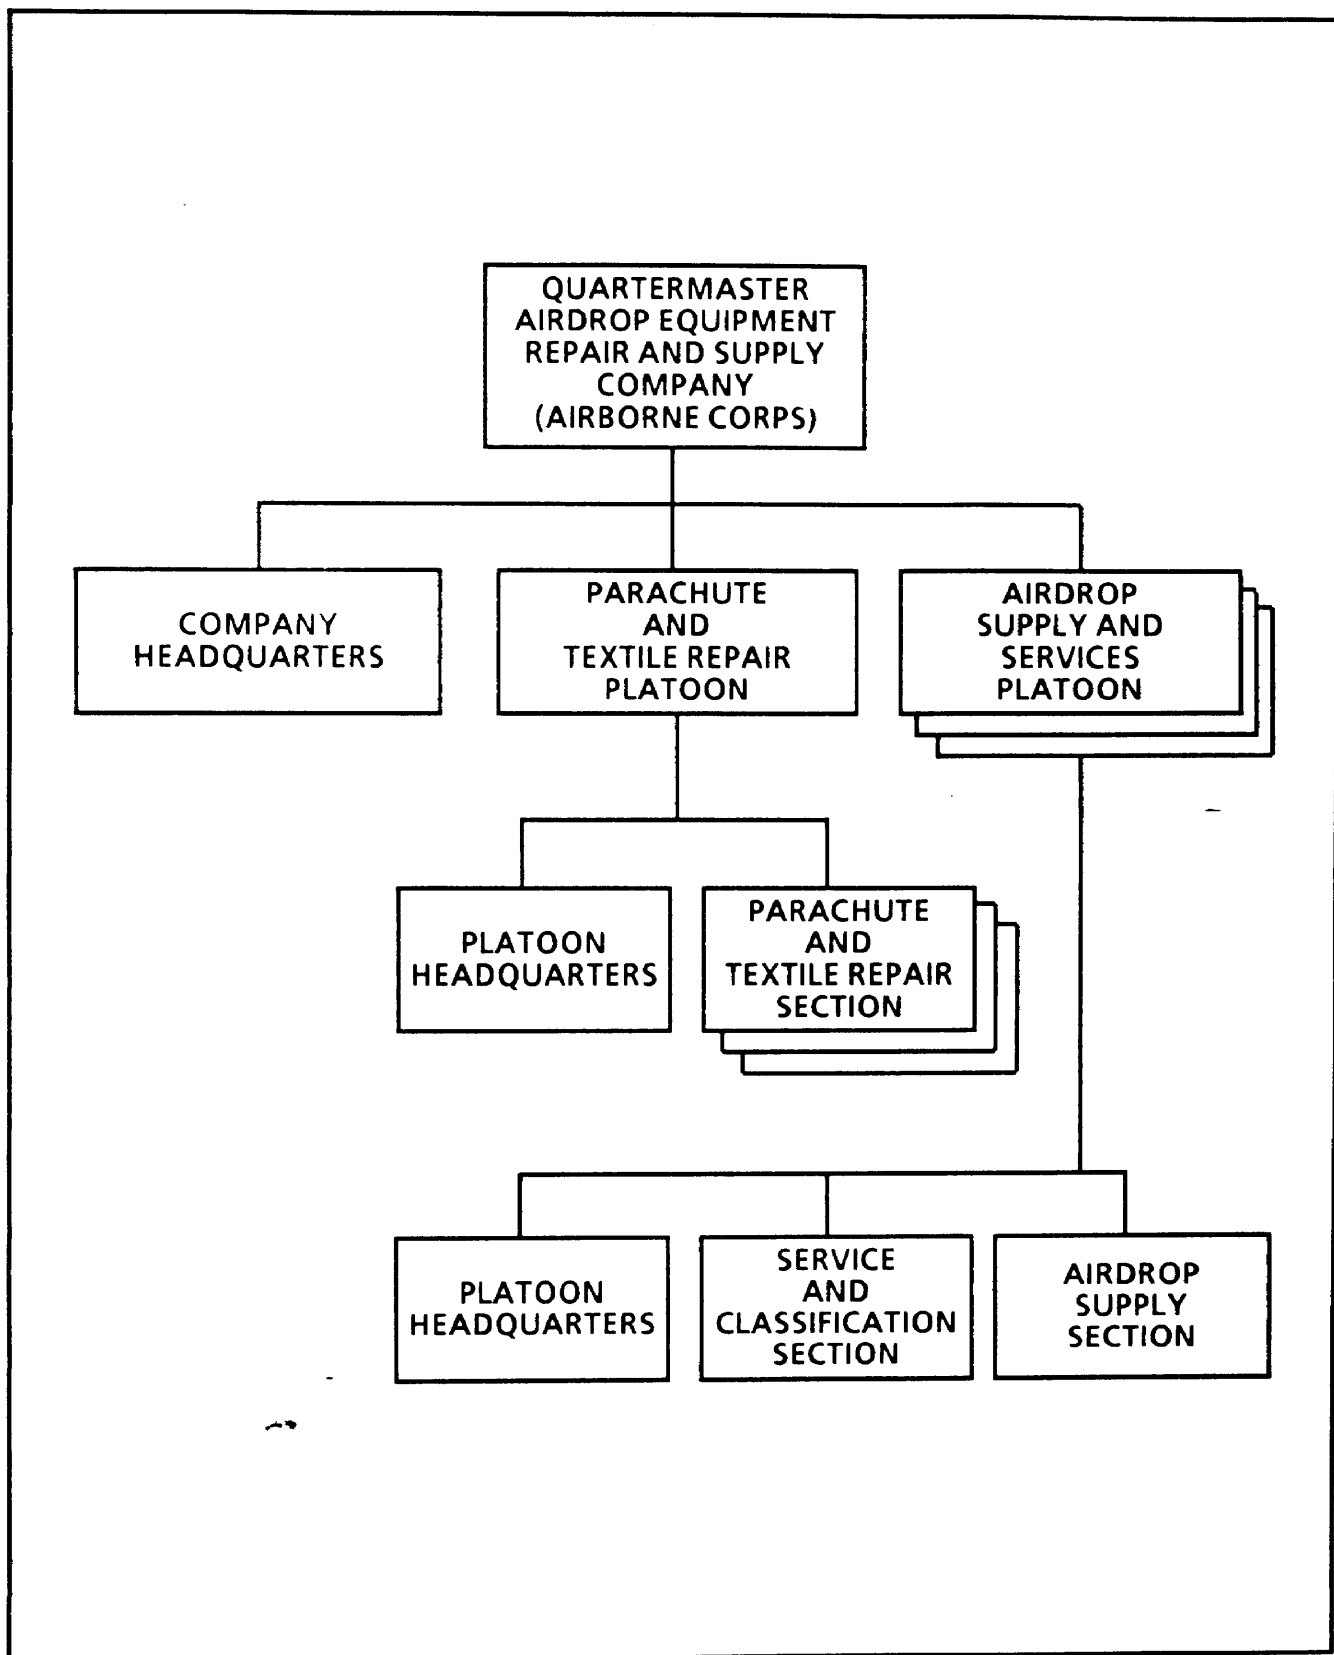 QUARTERMASTER
AIRDROP EQUIPMENT
REPAIR AND SUPPLY
COMPANY
(AIRBORNE CORPS)
COMPANY
HEADQUARTERS
PARACHUTE
AND
TEXTILE REPAIR
PLATOON
AIRDROP
SUPPLY AND
SERVICES
PLATOON
PLATOON
HEADQUARTERS
PARACHUTE
AND
TEXTILE REPAIR
SECTION
PLATOON
HEADQUARTERS
SERVICE
AND
CLASSIFICATION
SECTION
AIRDROP
SUPPLY
SECTION